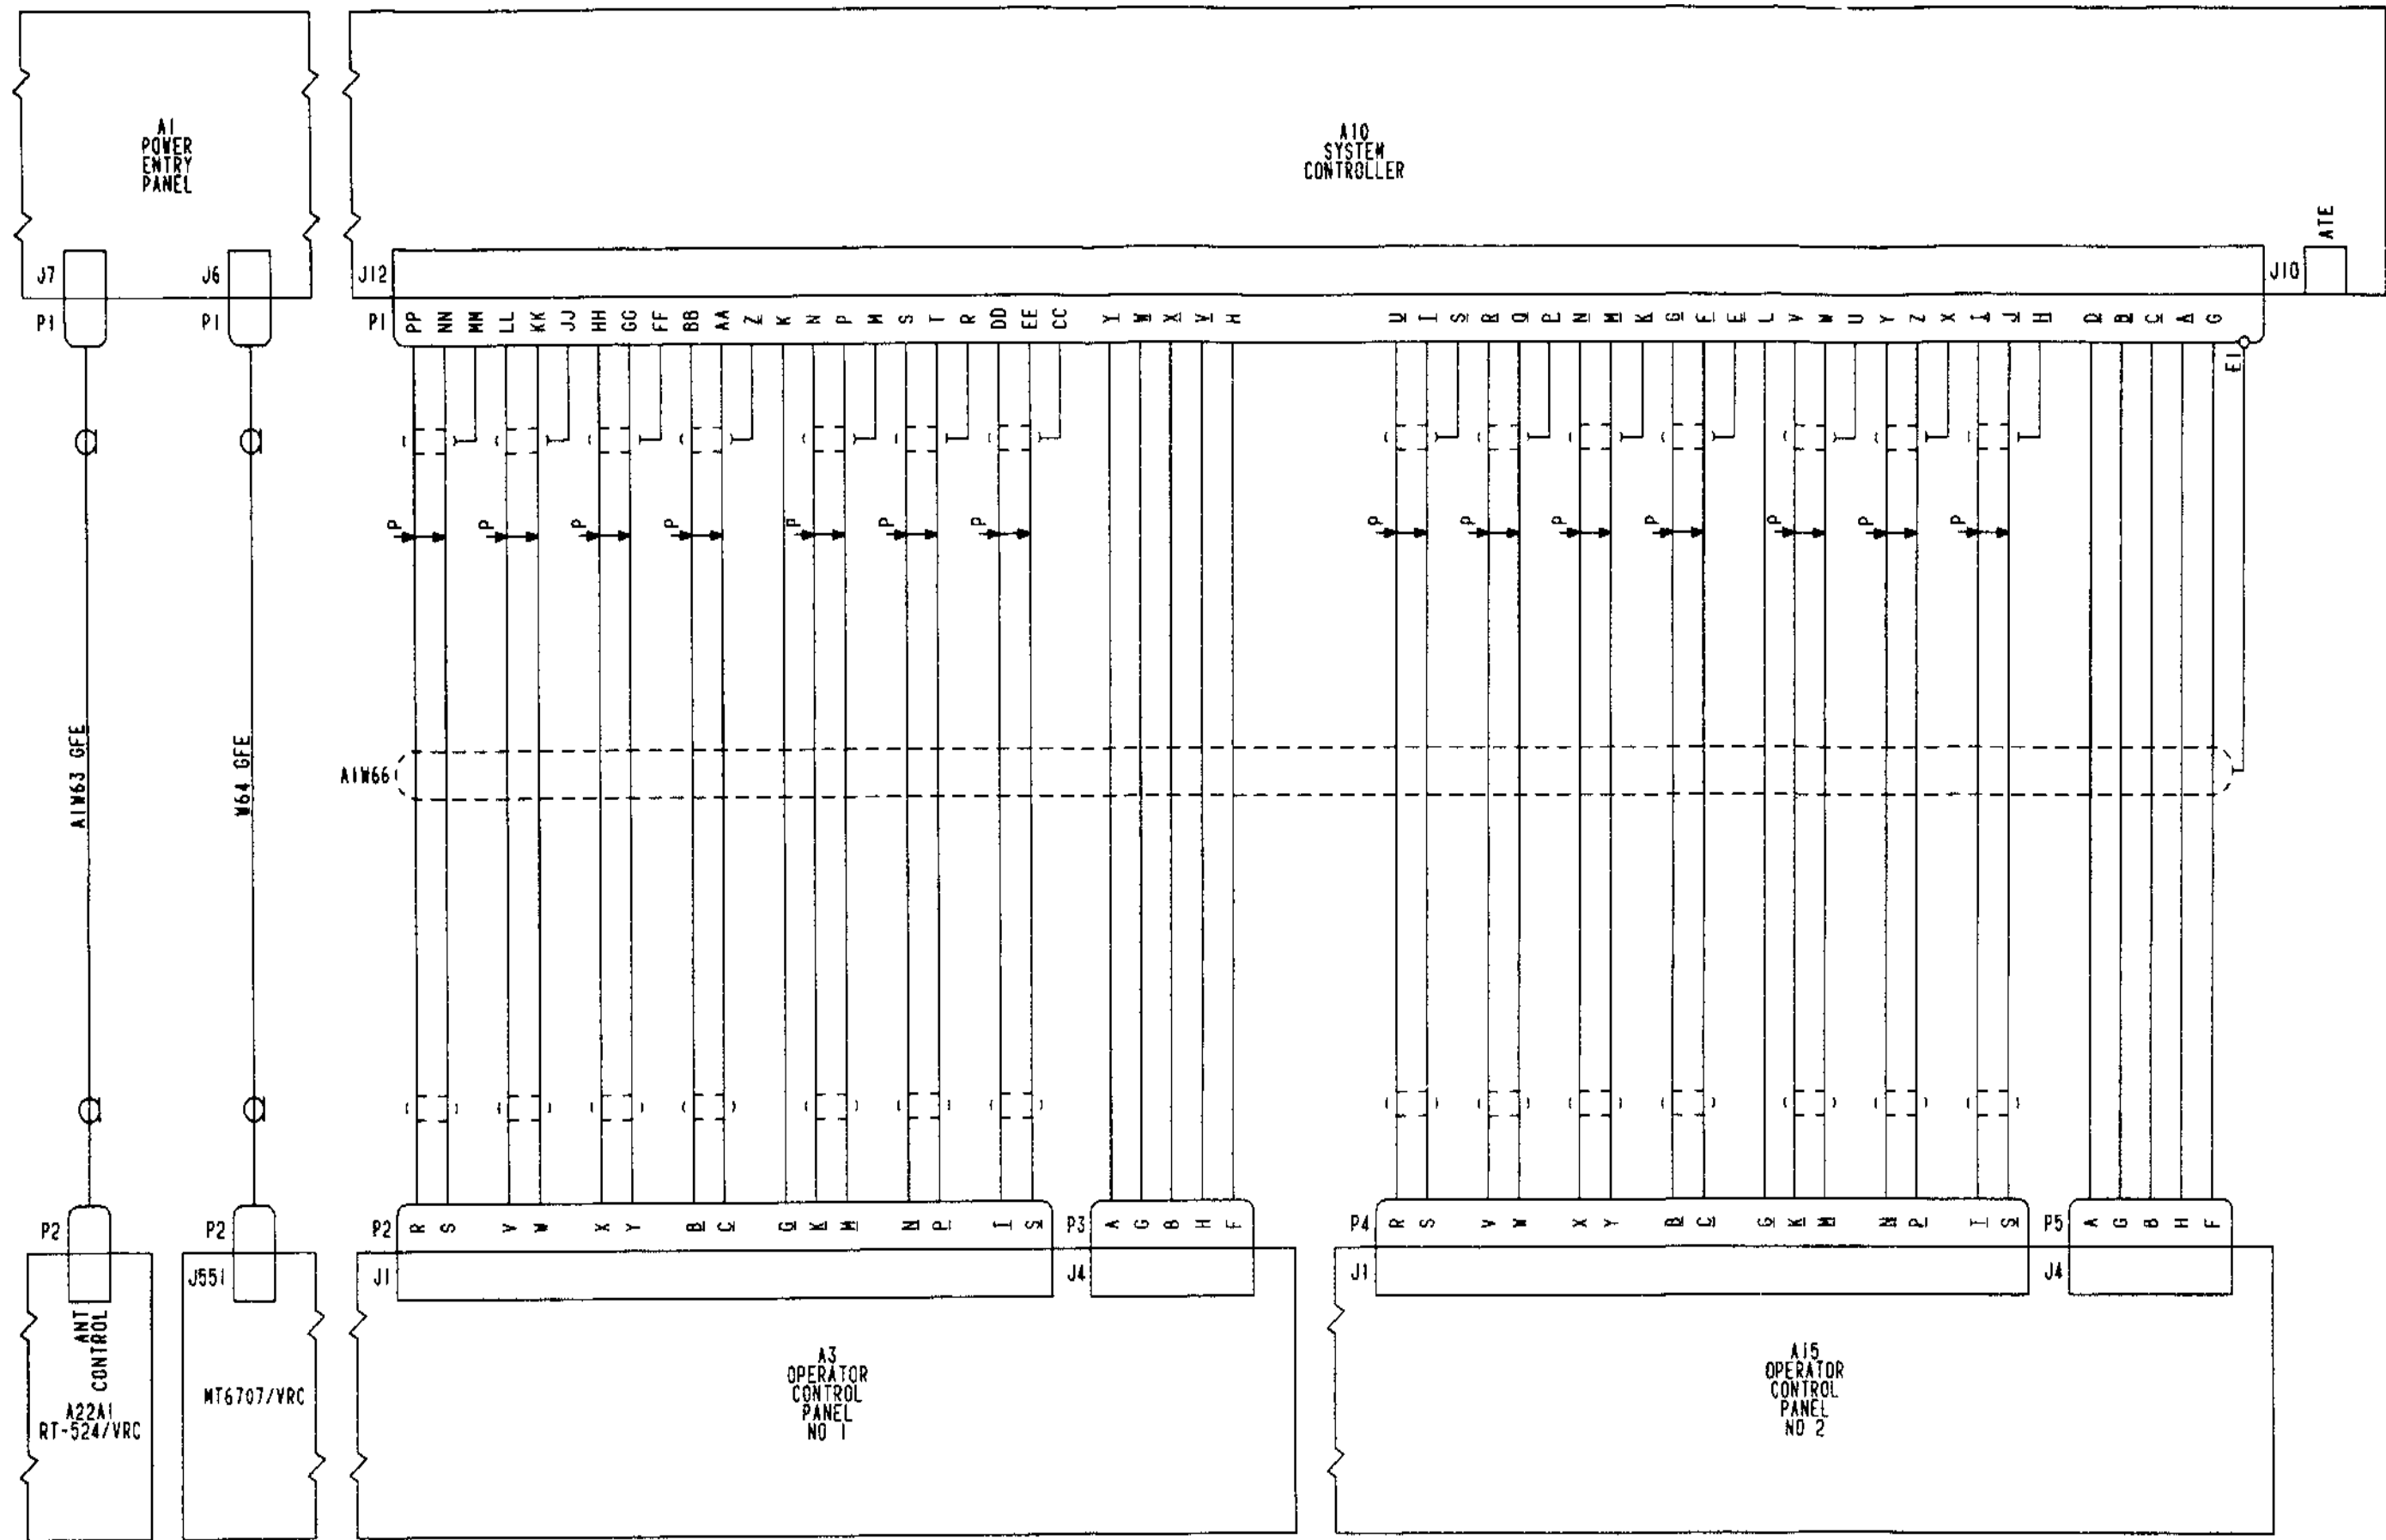 A1
POWER
ENTRY
PANEL
A10
SYSTEM
CONTROLLER
ATE
J7
J6
J12
J10
P1
P1
P1
PP NN MM LL KK JJ HH GG FF BB AA Z K N P M S T R DD EE CC Y W X V H
U T S R Q P N M K G F E L V W U Y Z X I J H D B C A G
E1
P P P P P P P
P P P P P P P
A1W63 GFE
W64 GFE
A1W66
P2
P2
P2
R S V W X Y B C G K M N P T S
P3
A G B H F
P4
R S V W X Y B C G K M N P T S
P5
A G B H F
J551
J1
J4
J1
J4
ANT
CONTROL
A22A1
RT-524/VRC
MT6707/VRC
A3
OPERATOR
CONTROL
PANEL
NO 1
A15
OPERATOR
CONTROL
PANEL
NO 2